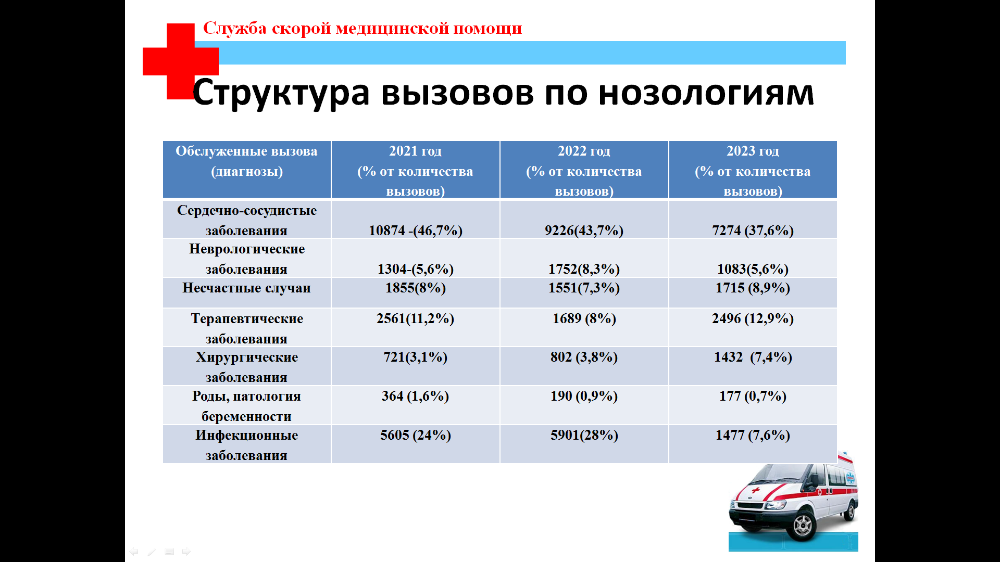 Служба скорой медицинской помощи
Структура вызовов по нозологиям
Обслуженные вызова
(диагнозы)
2021 год
(% от количества
вызовов)
2022 год
(% от количества
вызовов)
2023 год
(% от количества
вызовов)
Сердечно-сосудистые
заболевания
10874 -(46,7%)
9226(43,7%)
7274 (37,6%)
Неврологические
заболевания
1304-(5,6%)
1752(8,3%)
1083(5,6%)
Несчастные случаи
1855(8%)
1551(7,3%)
1715 (8,9%)
Терапевтические
заболевания
2561(11,2%)
1689 (8%)
2496 (12,9%)
Хирургические
заболевания
721(3,1%)
802 (3,8%)
1432  (7,4%)
Роды, патология
беременности
364 (1,6%)
190 (0,9%)
177 (0,7%)
Инфекционные
заболевания
5605 (24%)
5901(28%)
1477 (7,6%)